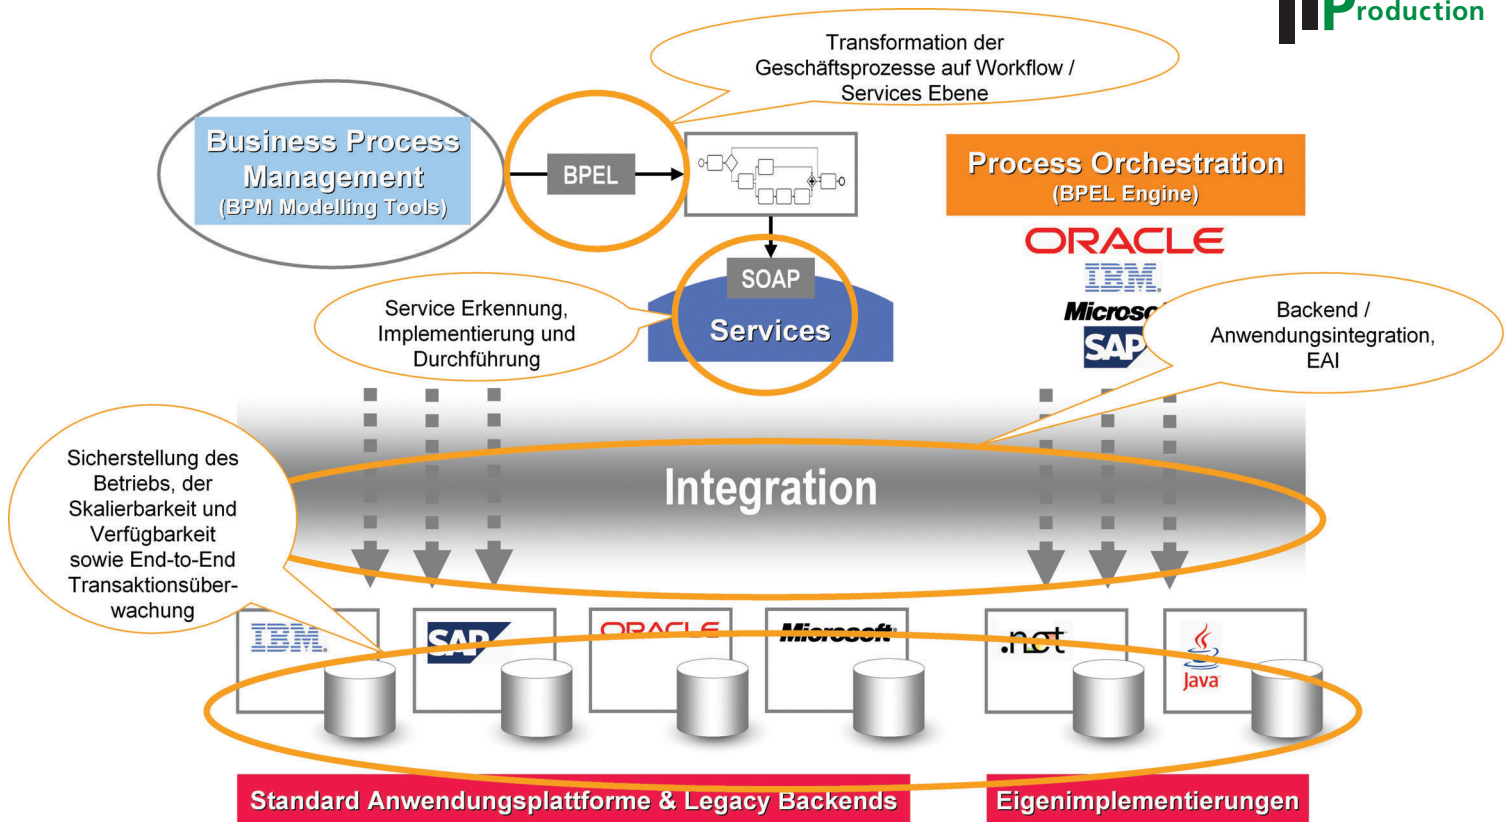 Production
Transformation der
Geschäftsprozesse auf Workflow /
Services Ebene
Business Process
Management
(BPM Modelling Tools)
BPEL
Process Orchestration
(BPEL Engine)
ORACLE
IBM.
Microsof
SAP
SOAP
Services
Service Erkennung,
Implementierung und
Durchführung
Backend /
Anwendungsintegration,
EAI
Integration
Sicherstellung des
Betriebs, der
Skalierbarkeit und
Verfügbarkeit
sowie End-to-End
Transaktionsüber-
wachung
IBM.
SAP
ORACLE
Microsoft
.net
Java
Standard Anwendungsplattforme & Legacy Backends
Eigenimplementierungen